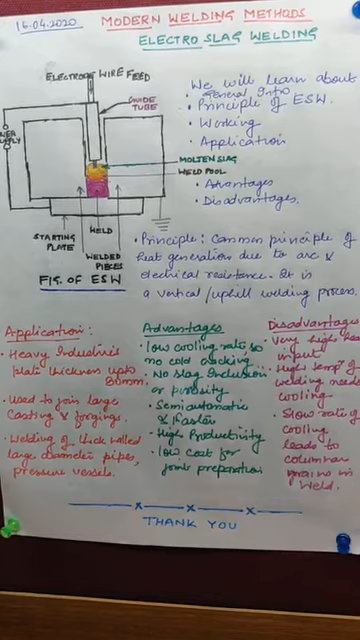 16.04.2020
MODERN WELDING METHODS
ELECTRO SLAG WELDING
ELECTRODE WIRE FEED
GUIDE
TUBE
MOLTEN SLAG
WELD POOL
WELD
STARTING
PLATE
WELDED
PIECES
FIG. OF ESW
We will learn about
General Info
• Principle of ESW.
• Working
• Application
• Advantages
• Disadvantages.
• Principle: Common principle of
heat generation due to arc &
electrical resistance. It is
a vertical/uphill welding process.
Application:
• Heavy Industries
plate thickness upto
80mm.
• Used to join large
casting & forgings.
• Welding of thick walled
large diameter pipes,
pressure vessels.
Advantages
• low cooling rate, so
no cold cracking.
• No slag Inclusion
or porosity
• Semiautomatic
& faster
• High Productivity
• low cost for
joint preparation
Disadvantages
• Very high heat
input
• High temp of
welding needs
cooling
• Slow rate of
cooling
leads to
columnar
grains in
weld.
THANK YOU